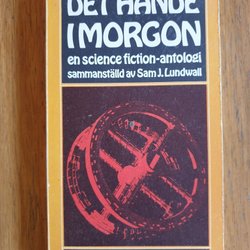 DET HÄNDE
I MORGON
en science fiction-antologi
sammanställd av Sam J. Lundwall